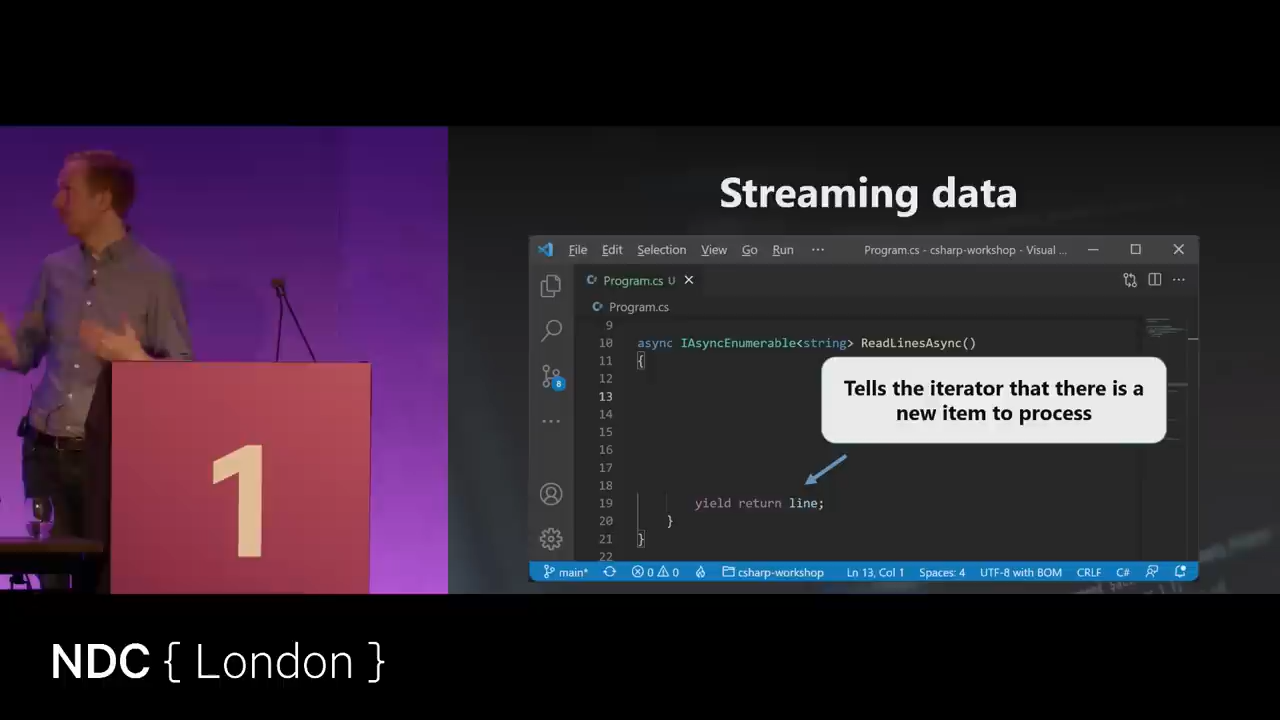 Streaming data
File Edit Selection View Go Run ··· Program.cs - csharp-workshop - Visual ...
Program.cs U
Program.cs
9
10 async IAsyncEnumerable<string> ReadLinesAsync()
11 {
12
13
14
15
16
17
18
19 yield return line;
20 }
21 }
22
Tells the iterator that there is a
new item to process
8
main* 0 0 csharp-workshop Ln 13, Col 1 Spaces: 4 UTF-8 with BOM CRLF C#
1
NDC { London }